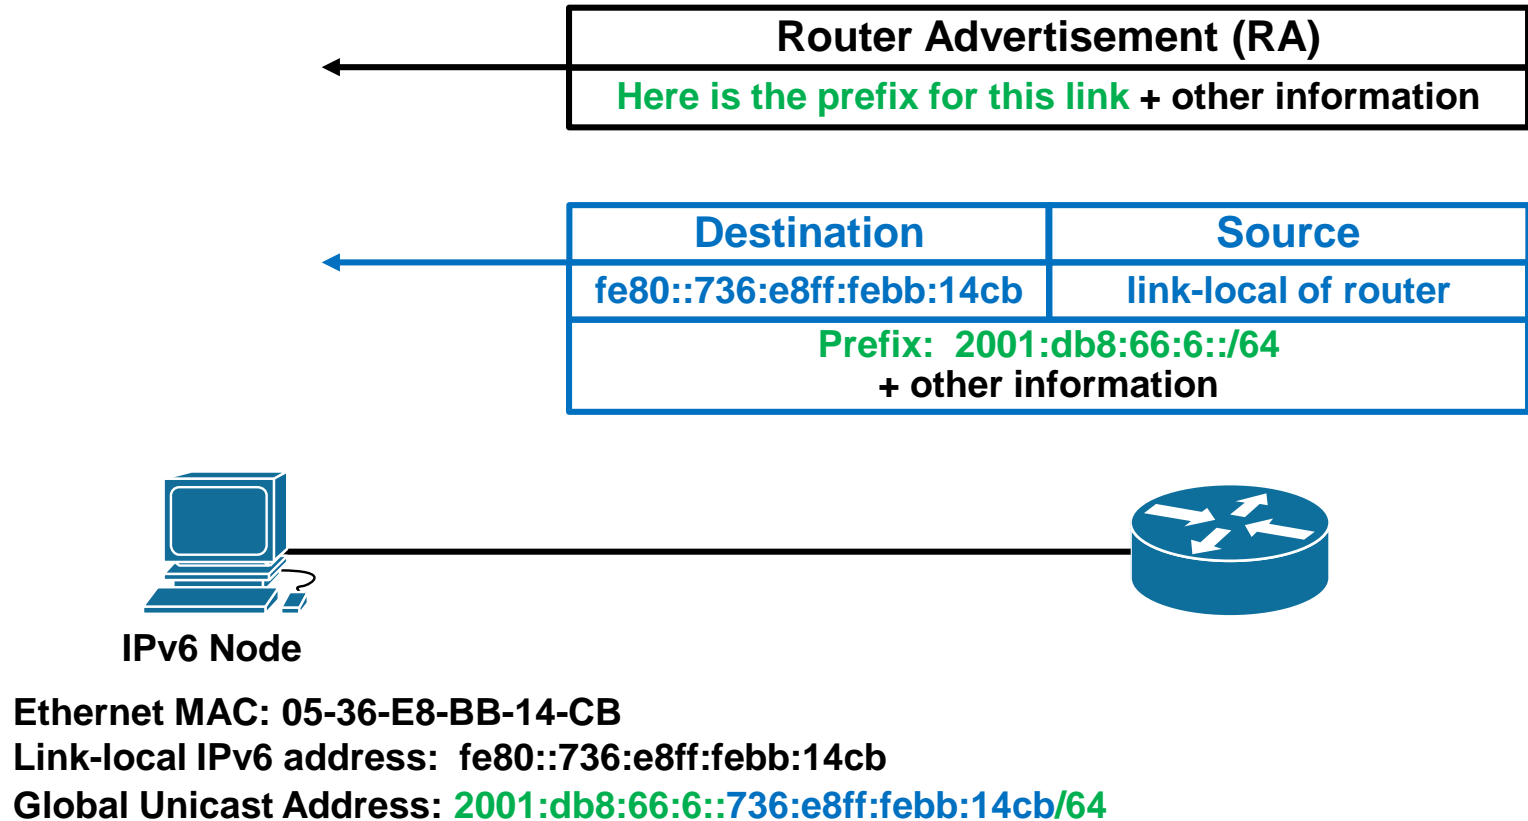 Router Advertisement (RA)
Here is the prefix for this link + other information
Destination Source
fe80::736:e8ff:febb:14cb link-local of router
Prefix: 2001:db8:66:6::/64
+ other information
IPv6 Node
Ethernet MAC: 05-36-E8-BB-14-CB
Link-local IPv6 address: fe80::736:e8ff:febb:14cb
Global Unicast Address: 2001:db8:66:6::736:e8ff:febb:14cb/64